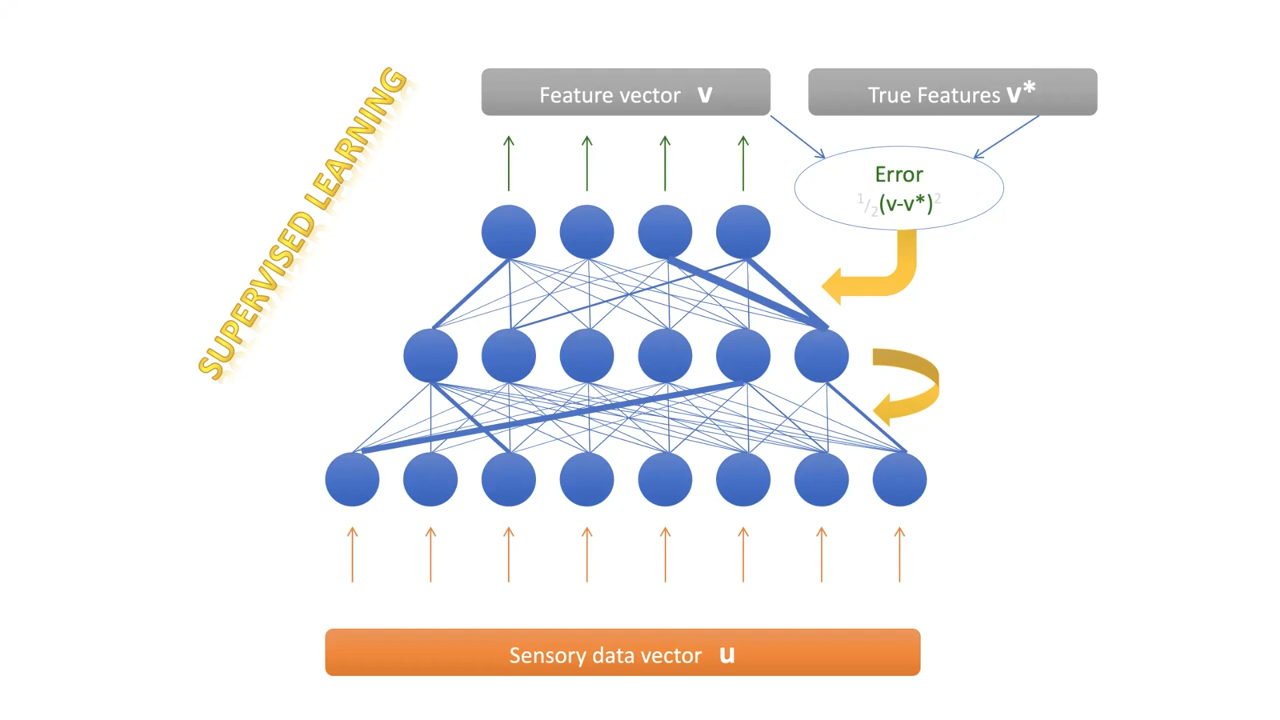 SUPERVISED LEARNING
Feature vector v
True Features v*
Error
½(v-v*)²
Sensory data vector u